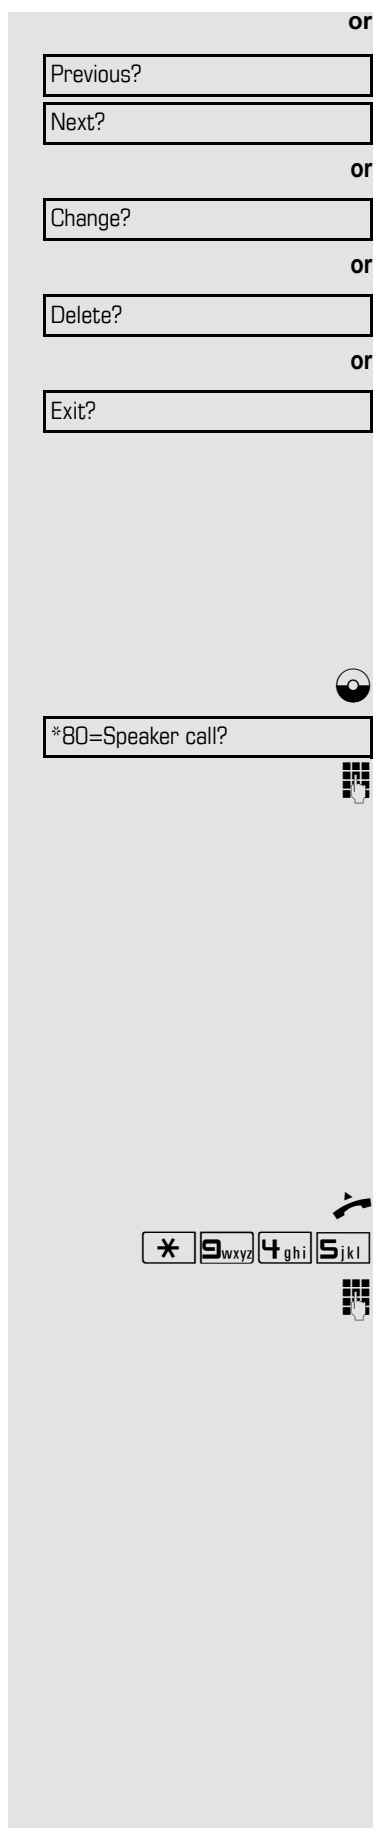 or
Previous?
Next?
or
Change?
or
Delete?
or
Exit?
*80=Speaker call?
* 9wxyz 4ghi 5jkl